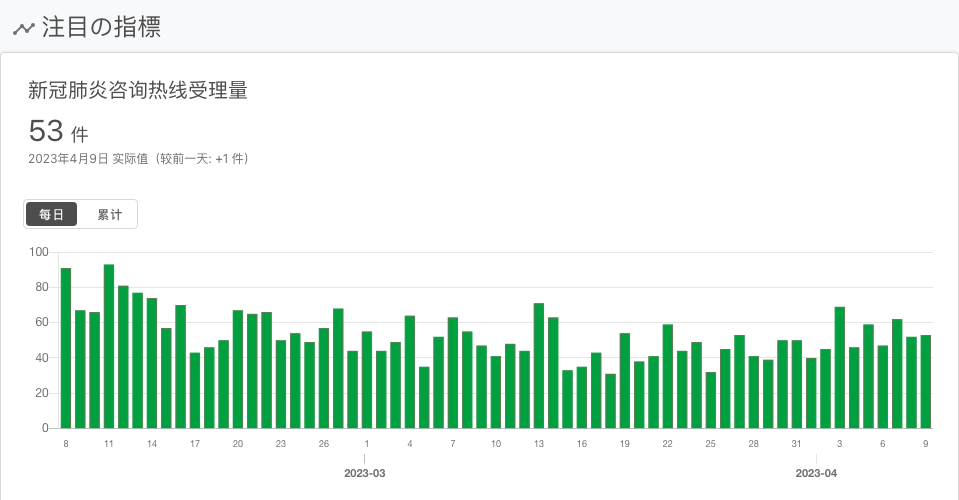 注目の指標
新冠肺炎咨询热线受理量
53 件
2023年4月9日 实际值（较前一天: +1 件）
每日 累计
100
80
60
40
20
0
8 11 14 17 20 23 26 1 4 7 10 13 16 19 22 25 28 31 3 6 9
2023-03 2023-04